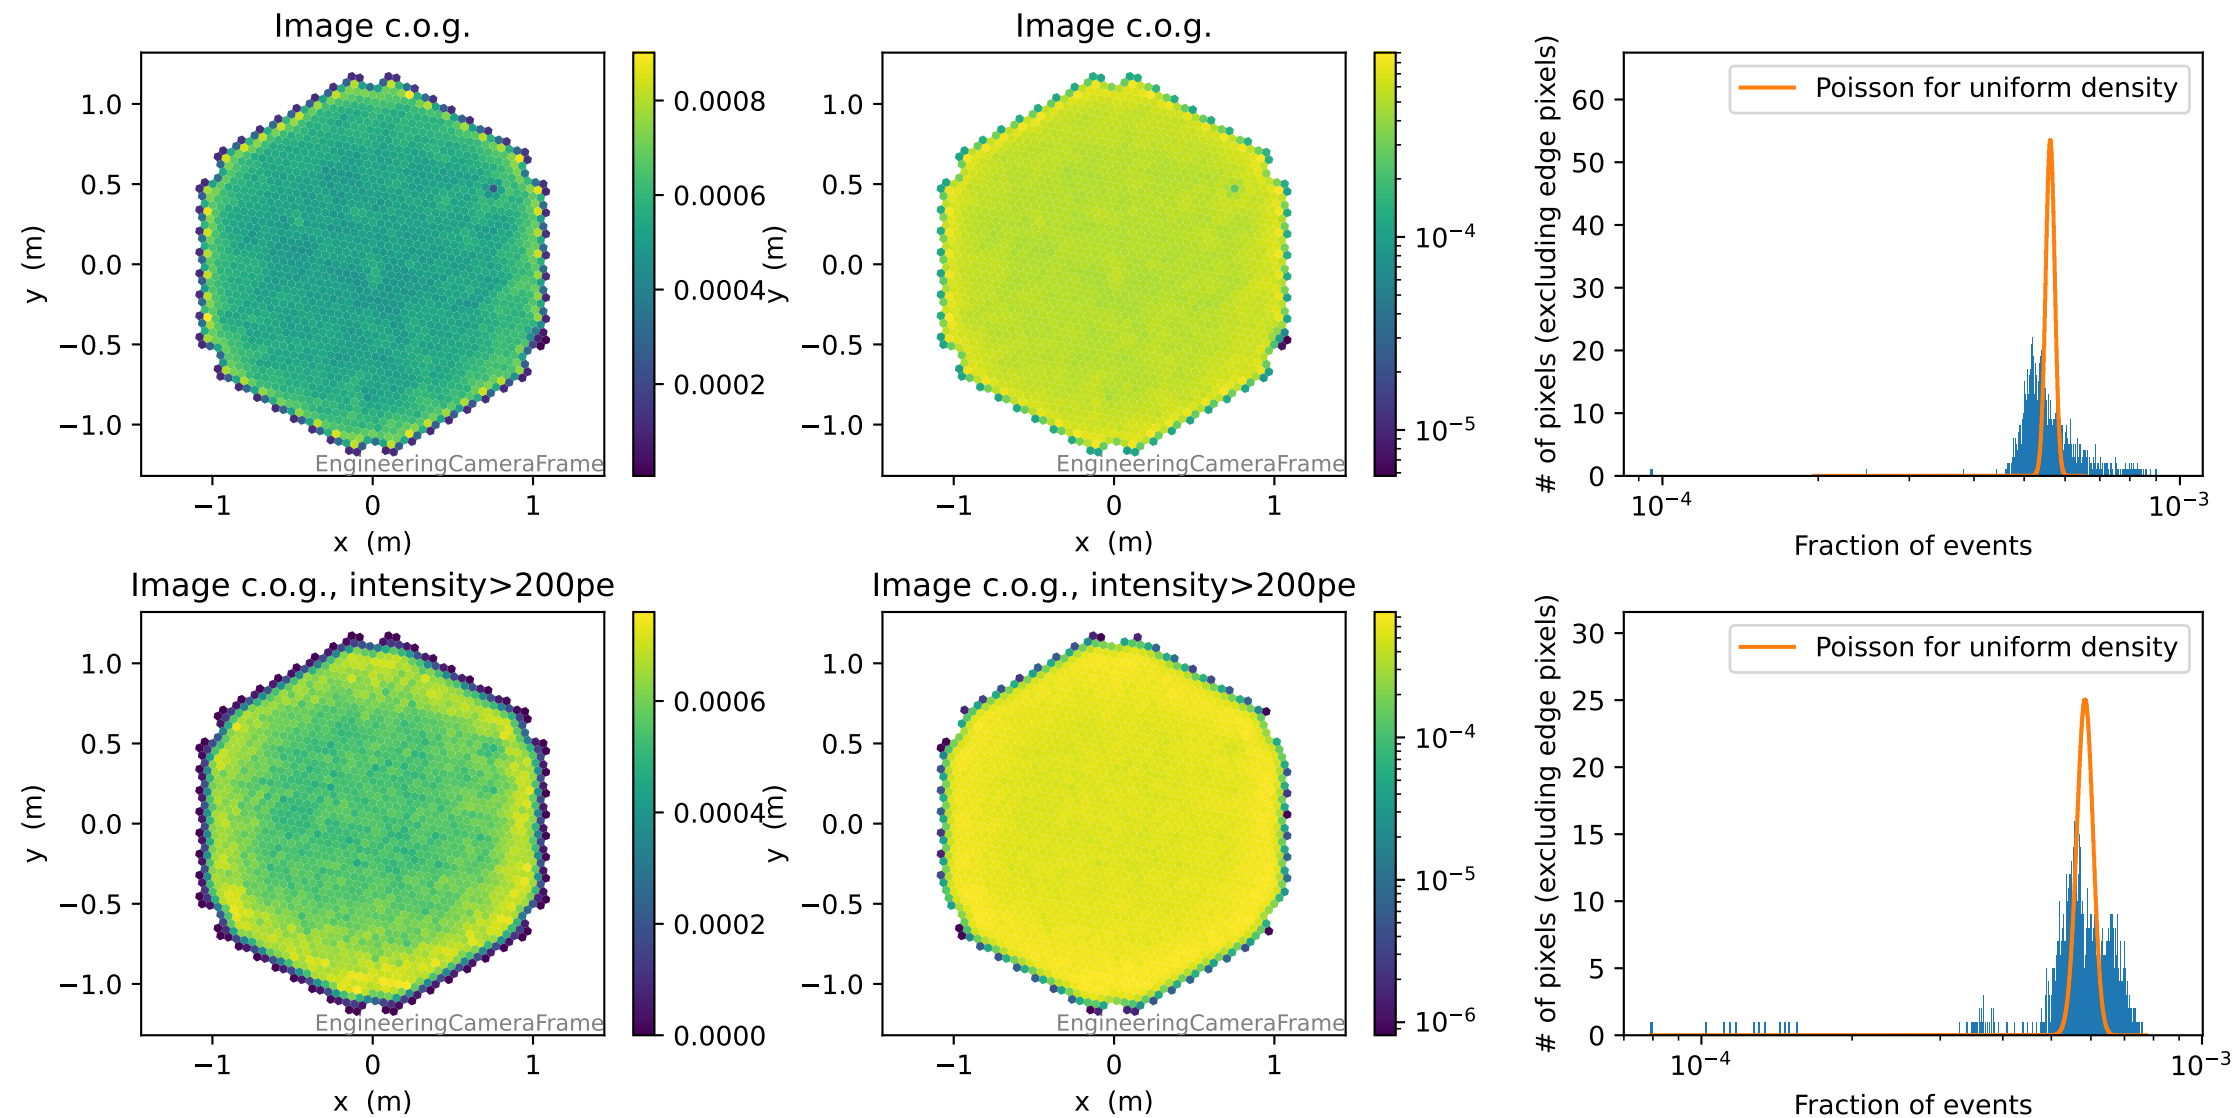 Image c.o.g.
y (m)
1.0
0.5
0.0
−0.5
−1.0
−1
0
1
x (m)
EngineeringCameraFrame
0.0008
0.0006
0.0004
0.0002
Image c.o.g.
y (m)
1.0
0.5
0.0
−0.5
−1.0
−1
0
1
x (m)
EngineeringCameraFrame
10⁻⁴
10⁻⁵
# of pixels (excluding edge pixels)
60
50
40
30
20
10
0
Poisson for uniform density
10⁻⁴
10⁻³
Fraction of events
Image c.o.g., intensity>200pe
y (m)
1.0
0.5
0.0
−0.5
−1.0
−1
0
1
x (m)
EngineeringCameraFrame
0.0006
0.0004
0.0002
0.0000
Image c.o.g., intensity>200pe
y (m)
1.0
0.5
0.0
−0.5
−1.0
−1
0
1
x (m)
EngineeringCameraFrame
10⁻⁴
10⁻⁵
10⁻⁶
# of pixels (excluding edge pixels)
30
25
20
15
10
5
0
Poisson for uniform density
10⁻⁴
10⁻³
Fraction of events